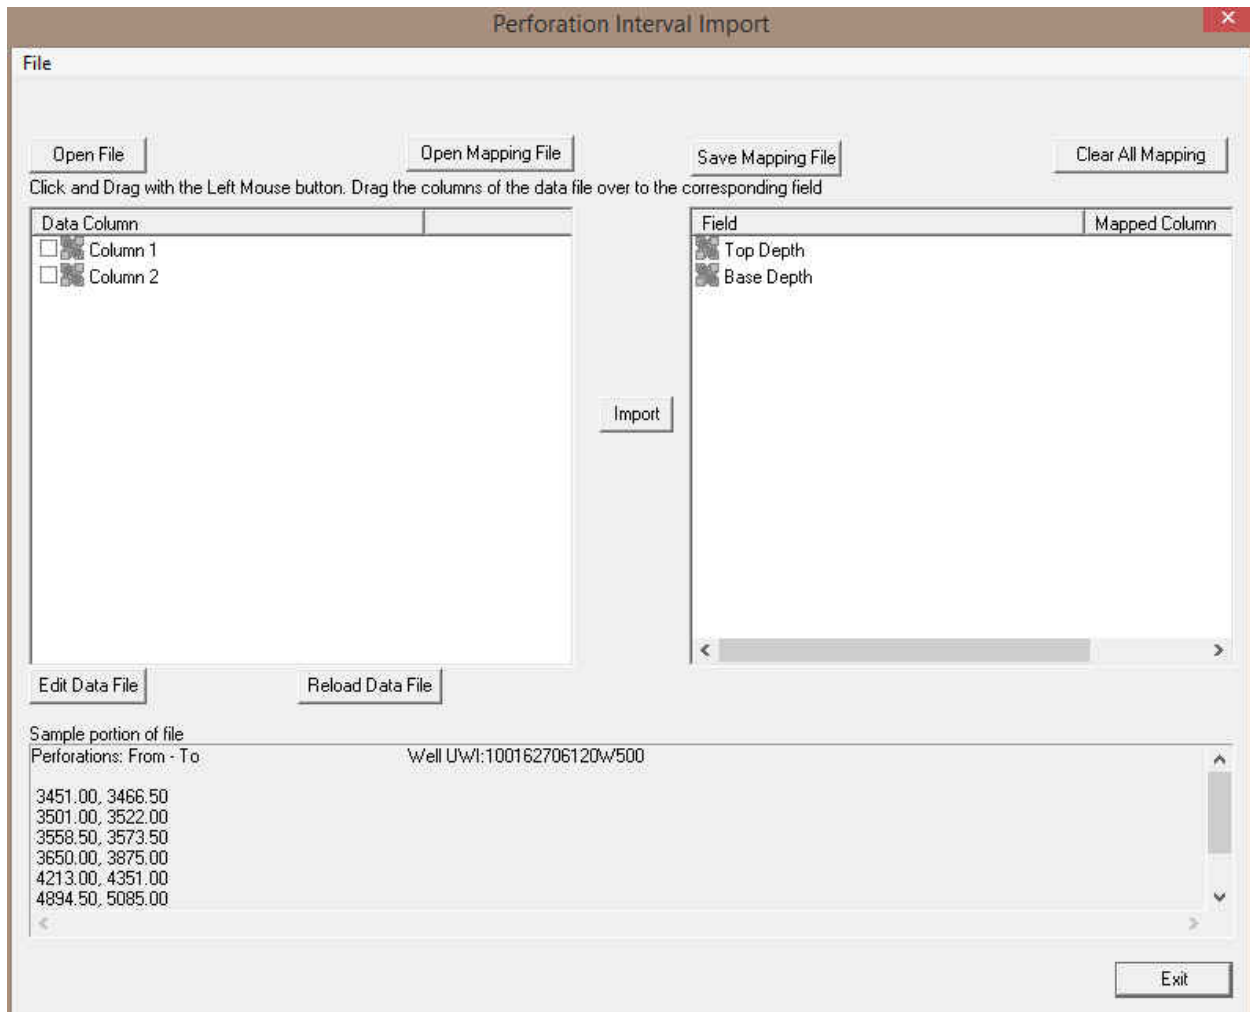 Perforation Interval Import
File
Open File Open Mapping File Save Mapping File Clear All Mapping
Click and Drag with the Left Mouse button. Drag the columns of the data file over to the corresponding field
Data Column Field Mapped Column
Column 1 Top Depth
Column 2 Base Depth
Import
Edit Data File Reload Data File
Sample portion of file
Perforations: From - To Well UWI:100162706120W500
3451.00, 3466.50
3501.00, 3522.00
3558.50, 3573.50
3650.00, 3875.00
4213.00, 4351.00
4894.50, 5085.00
Exit